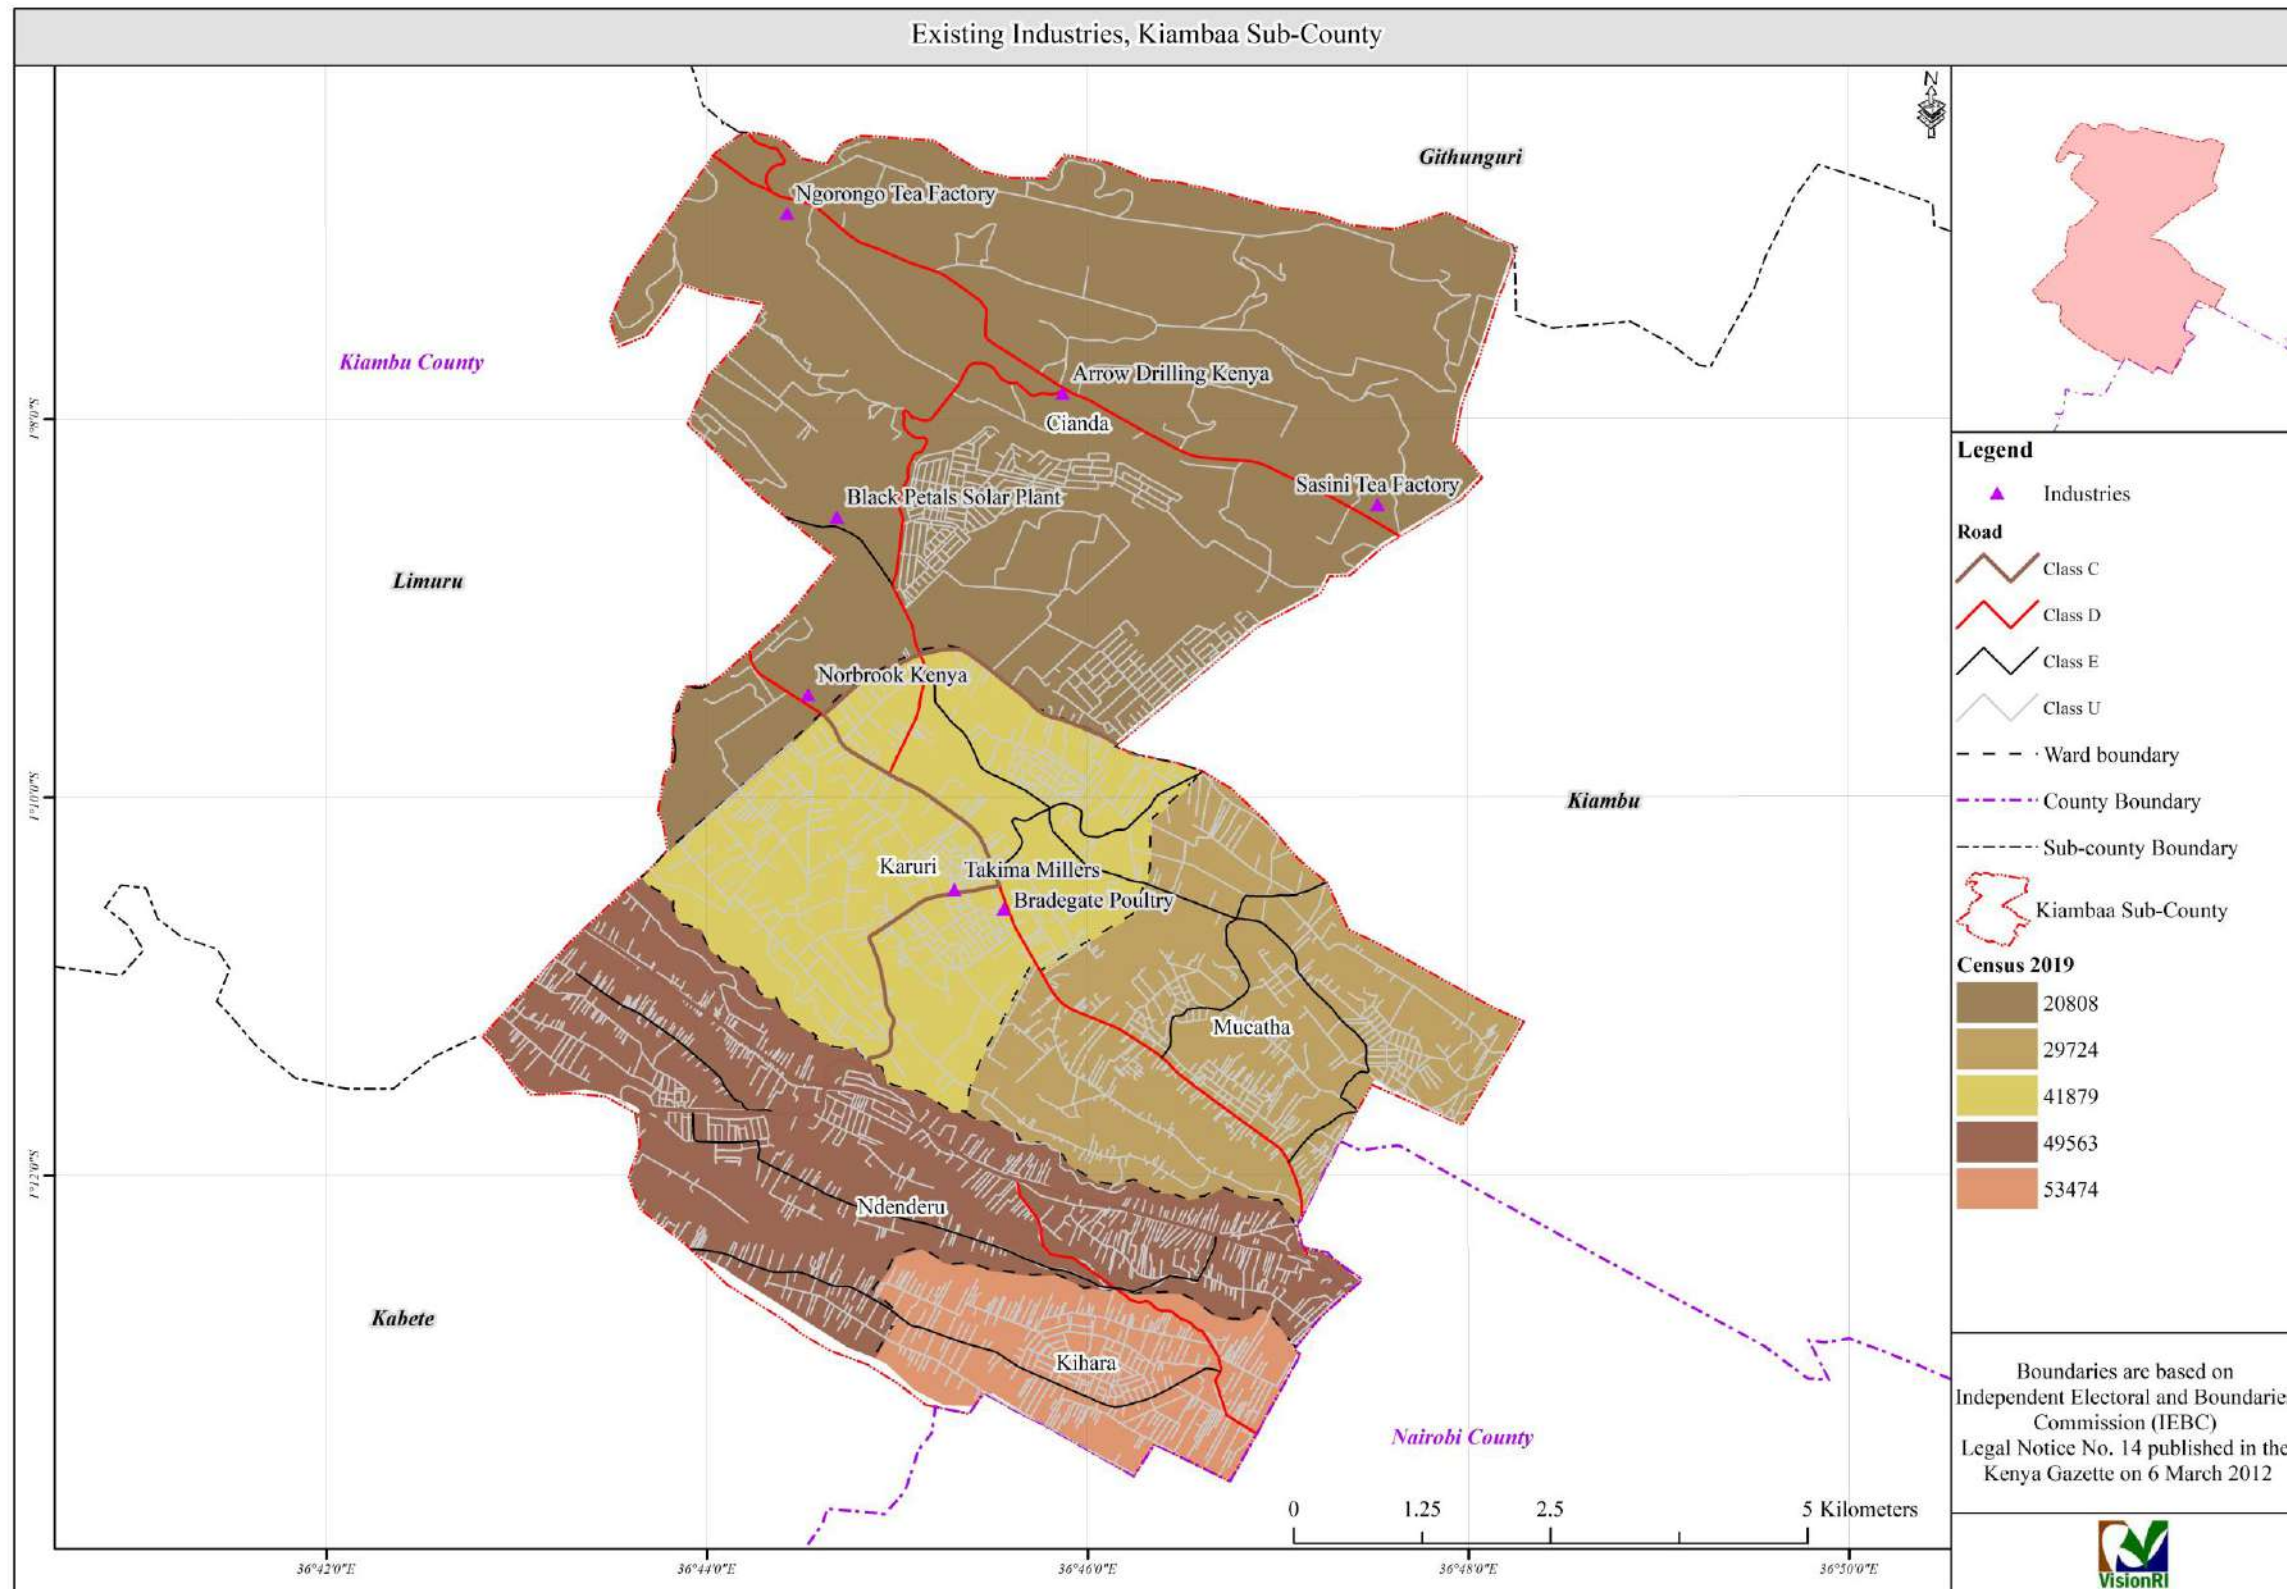 Existing Industries, Kiambaa Sub-County
N
Githunguri
Ngorongo Tea Factory
Kiambu County
Arrow Drilling Kenya
Cianda
1°8'0"S
Sasini Tea Factory
Black Petals Solar Plant
Limuru
Norbrook Kenya
1°10'0"S
Kiambu
Karuri
Takima Millers
Bradegate Poultry
Mucatha
1°12'0"S
Ndenderu
Kabete
Kihara
Nairobi County
0 1.25 2.5 5 Kilometers
36°42'0"E 36°44'0"E 36°46'0"E 36°48'0"E 36°50'0"E
Legend
Industries
Road
Class C
Class D
Class E
Class U
Ward boundary
County Boundary
Sub-county Boundary
Kiambaa Sub-County
Census 2019
20808
29724
41879
49563
53474
Boundaries are based on
Independent Electoral and Boundarie
Commission (IEBC)
Legal Notice No. 14 published in the
Kenya Gazette on 6 March 2012
VisionRI